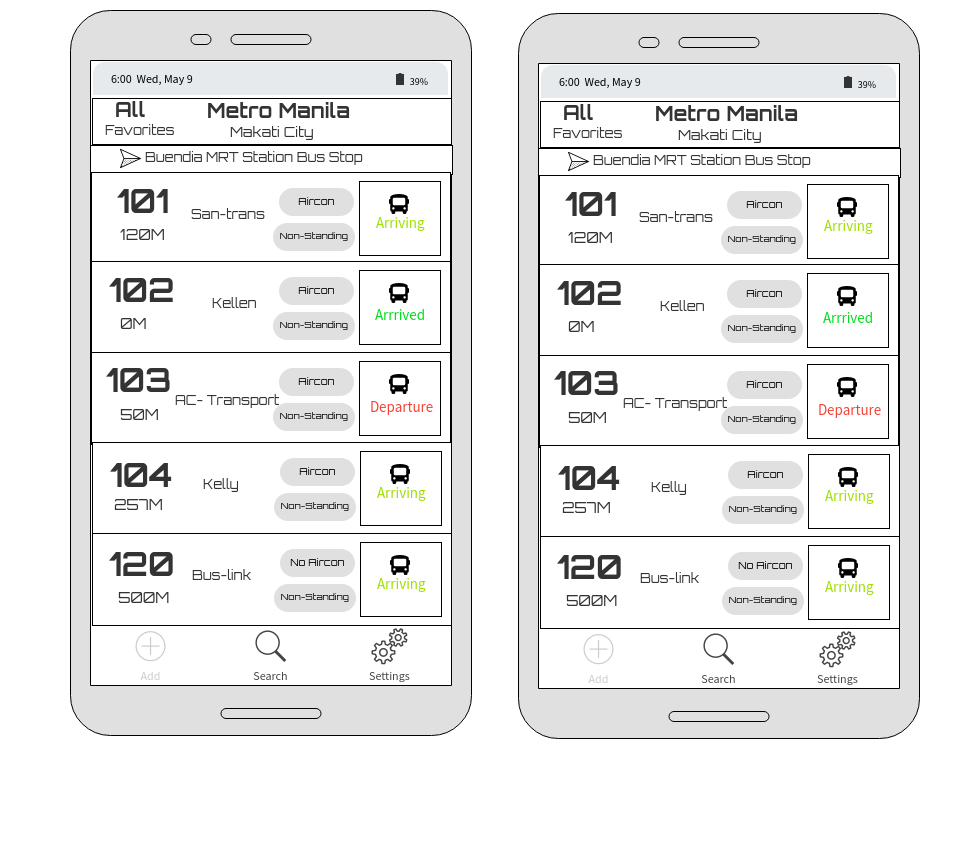 6:00 Wed, May 9 39%
All Metro Manila
Favorites Makati City
Buendia MRT Station Bus Stop
101 San-trans Aircon
120M Non-Standing Arriving
102 Kellen Aircon
0M Non-Standing Arrrived
103 AC- Transport Aircon
50M Non-Standing Departure
104 Kelly Aircon
257M Non-Standing Arriving
120 Bus-link No Aircon
500M Non-Standing Arriving
Add Search Settings
6:00 Wed, May 9 39%
All Metro Manila
Favorites Makati City
Buendia MRT Station Bus Stop
101 San-trans Aircon
120M Non-Standing Arriving
102 Kellen Aircon
0M Non-Standing Arrrived
103 AC- Transport Aircon
50M Non-Standing Departure
104 Kelly Aircon
257M Non-Standing Arriving
120 Bus-link No Aircon
500M Non-Standing Arriving
Add Search Settings